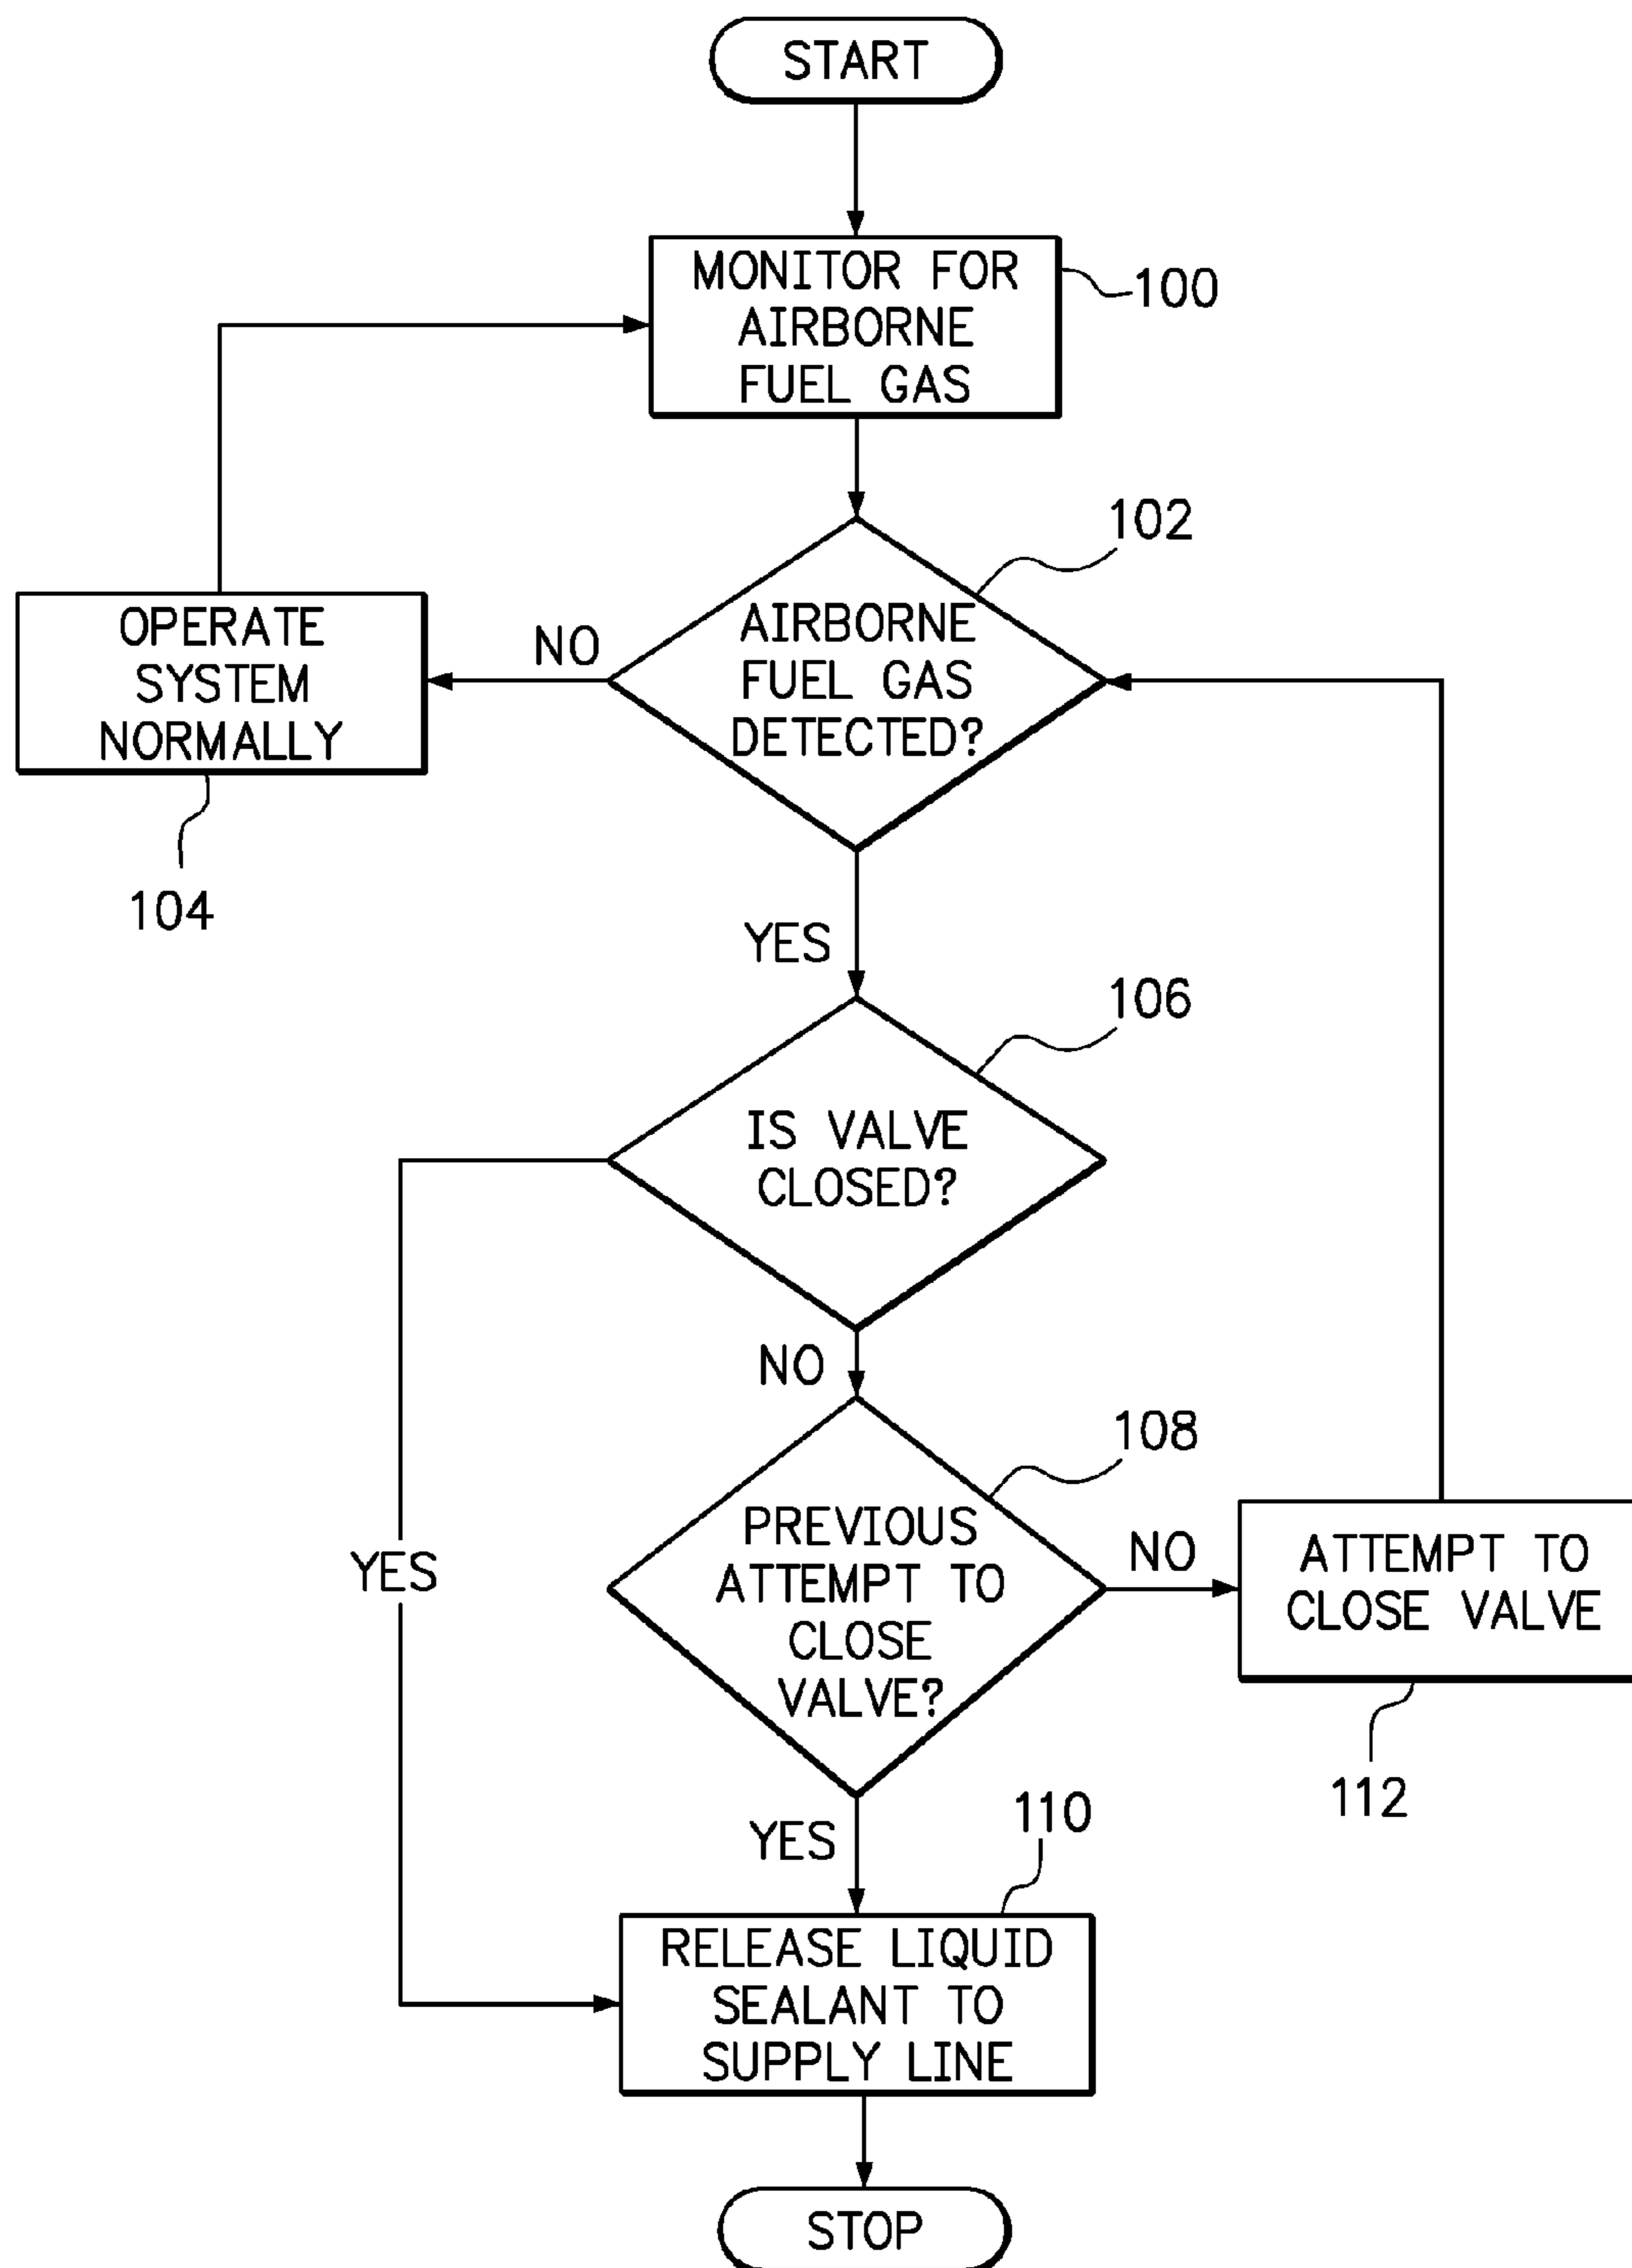 START
MONITOR FOR
AIRBORNE
FUEL GAS
100
102
AIRBORNE
FUEL GAS
DETECTED?
NO
OPERATE
SYSTEM
NORMALLY
104
YES
106
IS VALVE
CLOSED?
YES
NO
108
PREVIOUS
ATTEMPT TO
CLOSE
VALVE?
NO
ATTEMPT TO
CLOSE VALVE
112
YES
110
RELEASE LIQUID
SEALANT TO
SUPPLY LINE
STOP